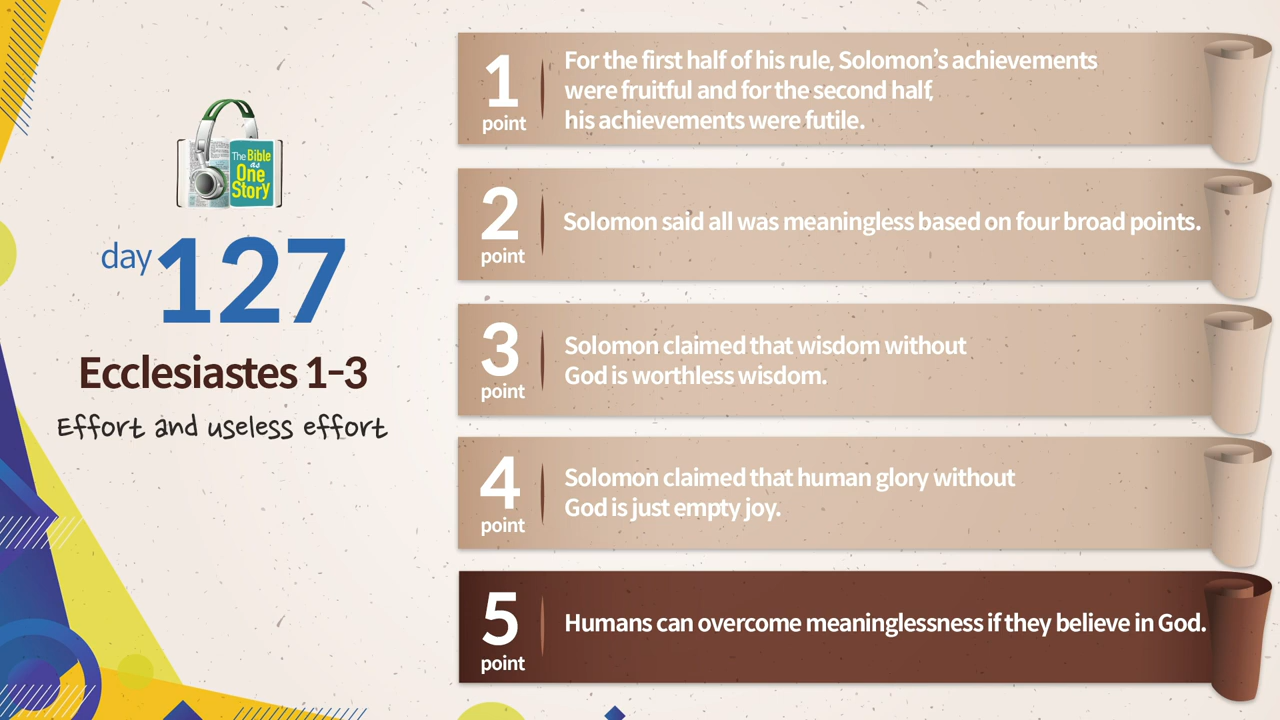 The Bible
as
One
Story
day 127
Ecclesiastes 1-3
Effort and useless effort
1
point
For the first half of his rule, Solomon's achievements
were fruitful and for the second half,
his achievements were futile.
2
point
Solomon said all was meaningless based on four broad points.
3
point
Solomon claimed that wisdom without
God is worthless wisdom.
4
point
Solomon claimed that human glory without
God is just empty joy.
5
point
Humans can overcome meaninglessness if they believe in God.